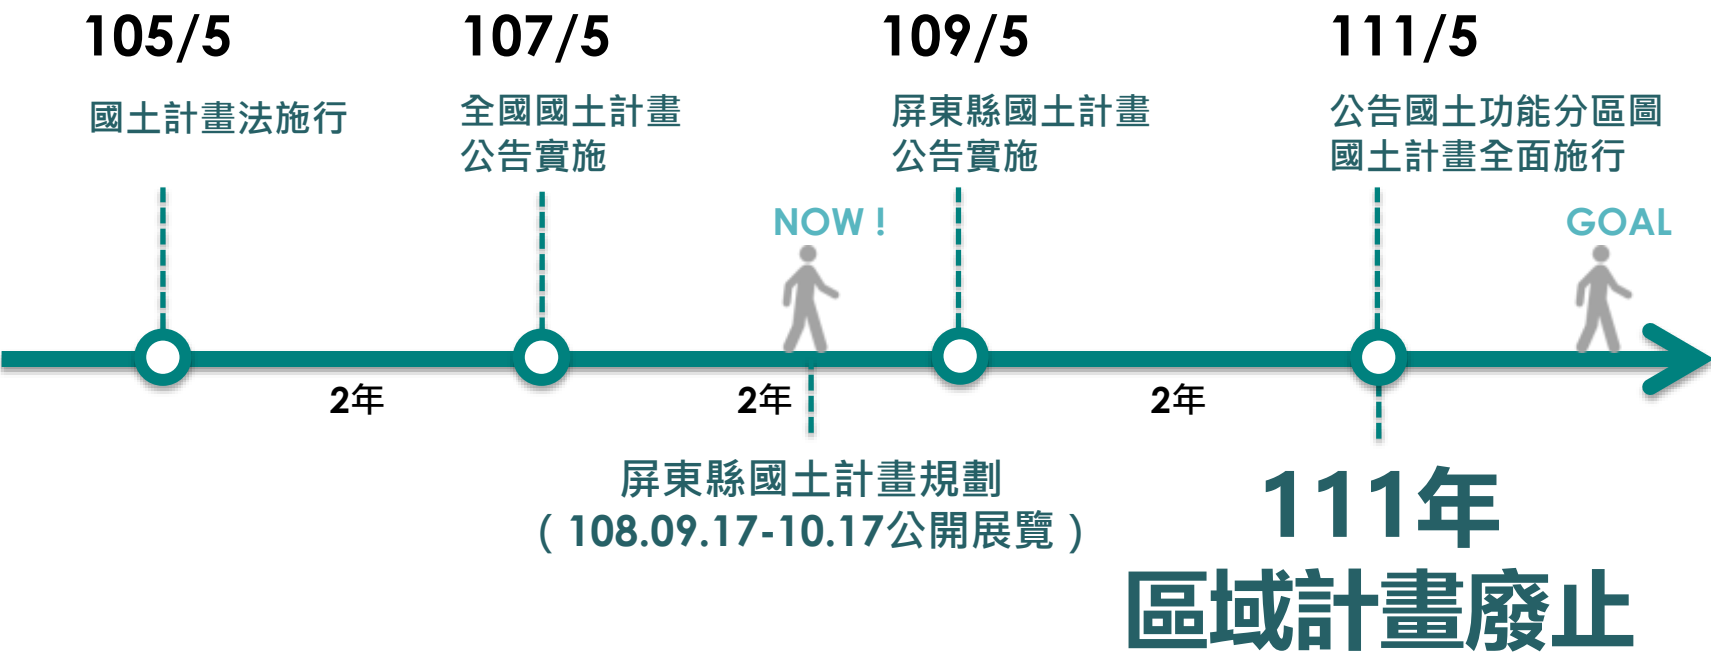 105/5
國土計畫法施行
107/5
全國國土計畫
公告實施
109/5
屏東縣國土計畫
公告實施
111/5
公告國土功能分區圖
國土計畫全面施行
NOW !
GOAL
2年
2年
2年
屏東縣國土計畫規劃
（108.09.17-10.17公開展覽）
111年
區域計畫廢止